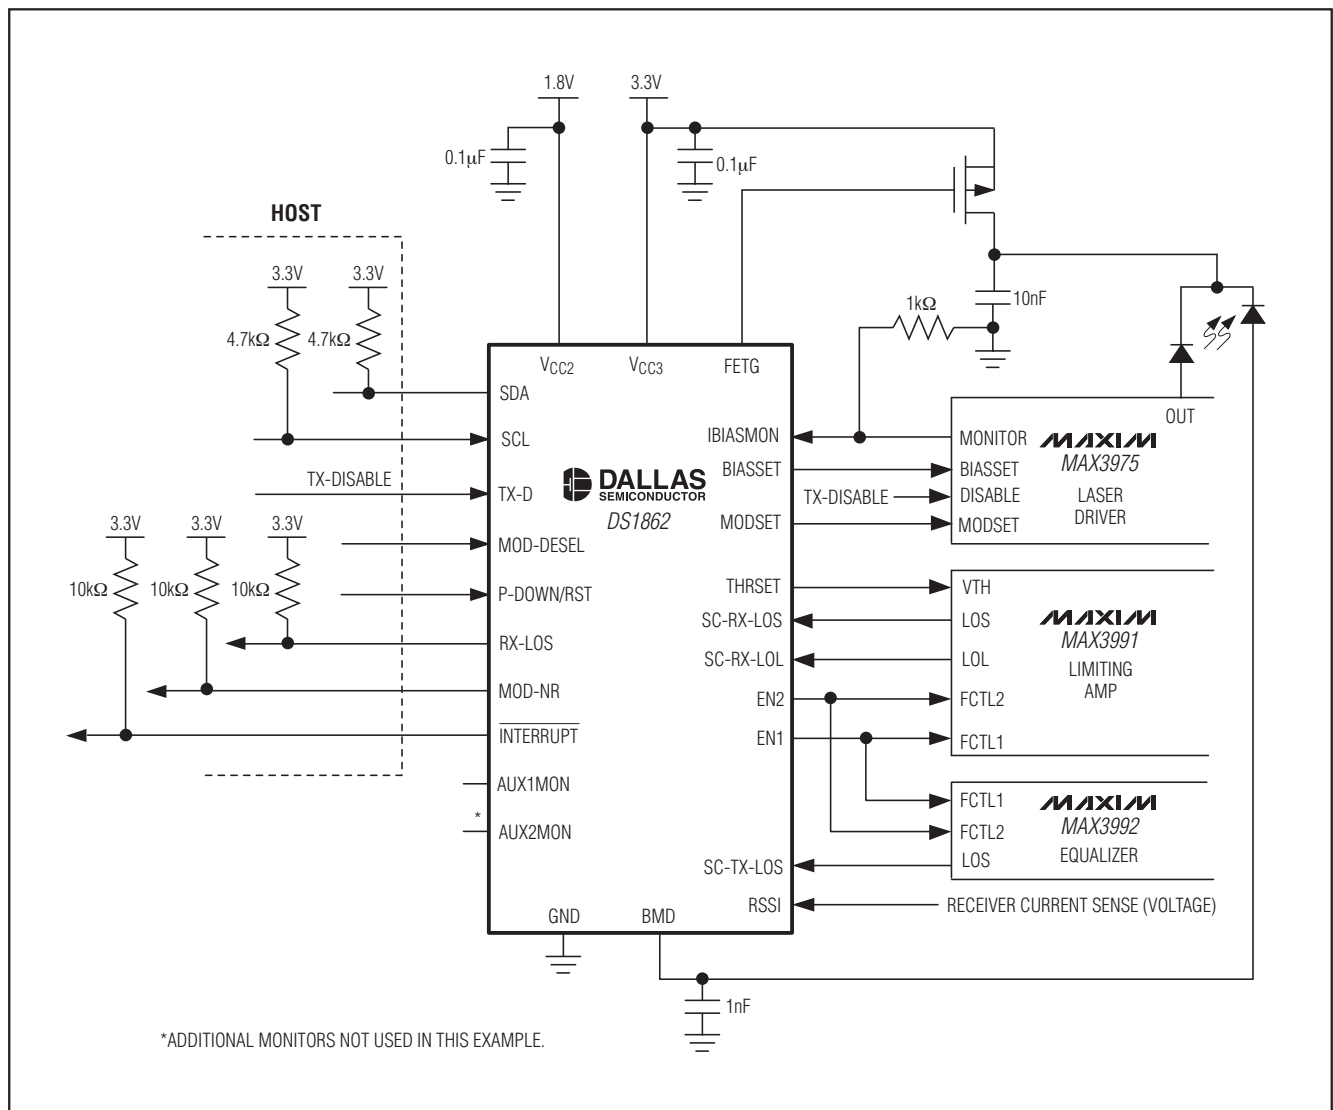 1.8V
3.3V
0.1µF
0.1µF
HOST
3.3V
3.3V
4.7kΩ
4.7kΩ
1kΩ
10nF
VCC2
VCC3
FETG
SDA
SCL
TX-DISABLE
TX-D
MOD-DESEL
P-DOWN/RST
RX-LOS
MOD-NR
INTERRUPT
AUX1MON
*
AUX2MON
3.3V
3.3V
3.3V
10kΩ
10kΩ
10kΩ
DALLAS
SEMICONDUCTOR
DS1862
IBIASMON
BIASSET
MODSET
THRSET
SC-RX-LOS
SC-RX-LOL
EN2
EN1
SC-TX-LOS
RSSI
GND
BMD
OUT
MONITOR
BIASSET
TX-DISABLE
DISABLE
MODSET
MAXIM
MAX3975
LASER
DRIVER
VTH
LOS
LOL
FCTL2
FCTL1
MAXIM
MAX3991
LIMITING
AMP
FCTL1
FCTL2
LOS
MAXIM
MAX3992
EQUALIZER
RECEIVER CURRENT SENSE (VOLTAGE)
1nF
*ADDITIONAL MONITORS NOT USED IN THIS EXAMPLE.